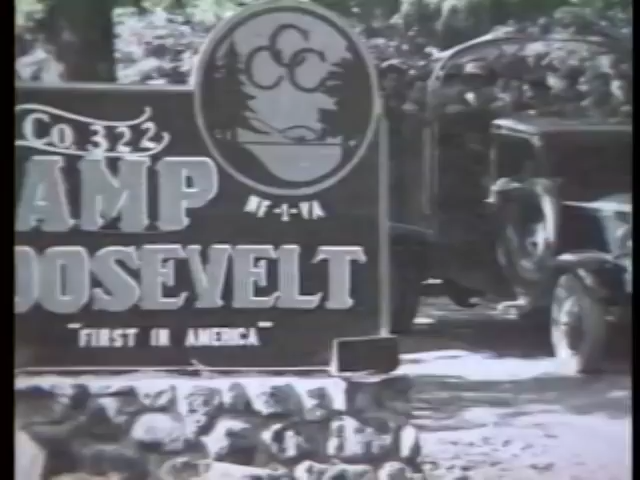 CCC
Co. 322
AMP
OOSEVELT
NF-1-VA
"FIRST IN AMERICA"